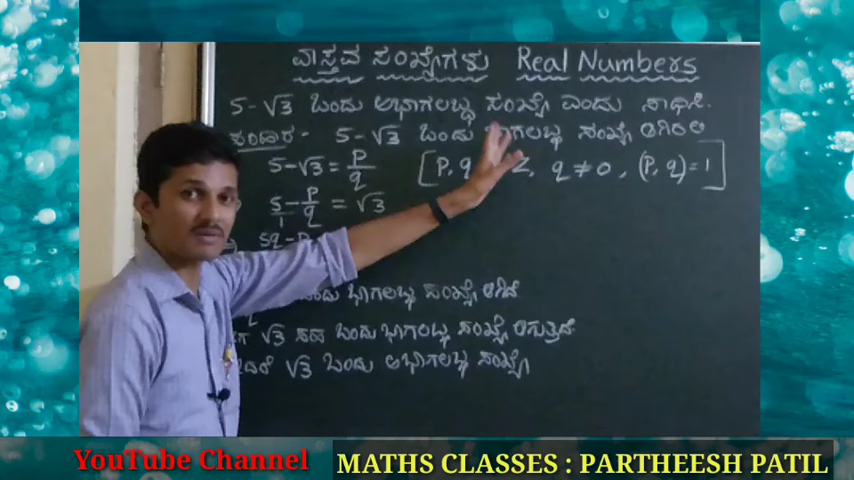 ವಾಸ್ತವ ಸಂಖ್ಯೆಗಳು Real Numbers
5-√3 ಒಂದು ಅಭಾಗಲಬ್ಧ ಸಂಖ್ಯೆ ಎಂದು ಸಾಧಿಸಿ.
5-√3 ಒಂದು ಭಾಗಲಬ್ಧ ಸಂಖ್ಯೆ ಆಗಿರಲಿ
5-√3 = P/q [P, q Z, q ≠ 0, (P, q)=1]
5/1 - P/q = √3
5q-P
ಭಾಗಲಬ್ಧ ಸಂಖ್ಯೆ ಆಗಿದೆ
√3 ಸಹ ಒಂದು ಭಾಗಲಬ್ಧ ಸಂಖ್ಯೆ ಆಗುತ್ತದೆ
√3 ಒಂದು ಅಭಾಗಲಬ್ಧ ಸಂಖ್ಯೆ
YouTube Channel
MATHS CLASSES : PARTHEESH PATIL